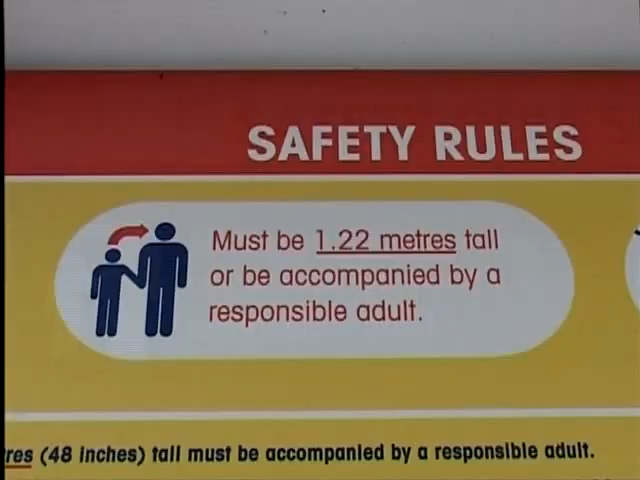 SAFETY RULES
Must be 1.22 metres tall
or be accompanied by a
responsible adult.
(48 inches) tall must be accompanied by a responsible adult.